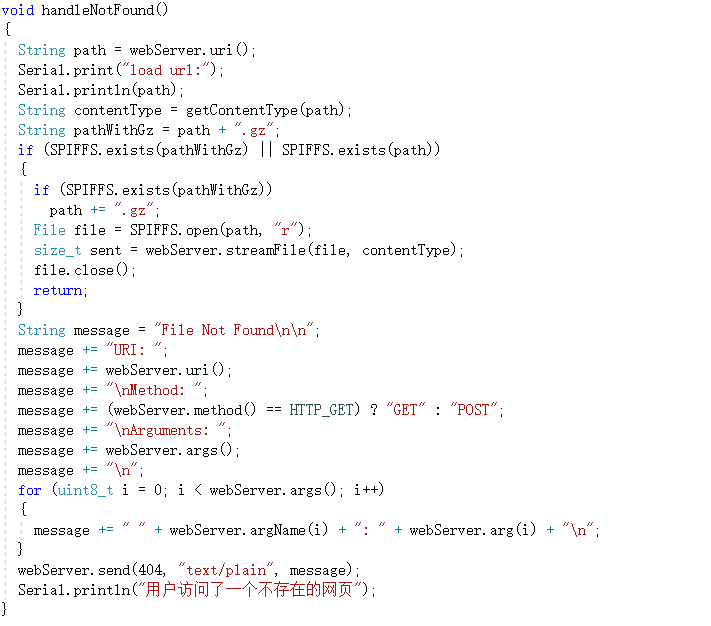 void handleNotFound()
{
  String path = webServer.uri();
  Serial.print("load url:");
  Serial.println(path);
  String contentType = getContentType(path);
  String pathWithGz = path + ".gz";
  if (SPIFFS.exists(pathWithGz) || SPIFFS.exists(path))
  {
    if (SPIFFS.exists(pathWithGz))
      path += ".gz";
    File file = SPIFFS.open(path, "r");
    size_t sent = webServer.streamFile(file, contentType);
    file.close();
    return;
  }
  String message = "File Not Found\n\n";
  message += "URI: ";
  message += webServer.uri();
  message += "\nMethod: ";
  message += (webServer.method() == HTTP_GET) ? "GET" : "POST";
  message += "\nArguments: ";
  message += webServer.args();
  message += "\n";
  for (uint8_t i = 0; i < webServer.args(); i++)
  {
    message += " " + webServer.argName(i) + ": " + webServer.arg(i) + "\n";
  }
  webServer.send(404, "text/plain", message);
  Serial.println("用户访问了一个不存在的网页");
}